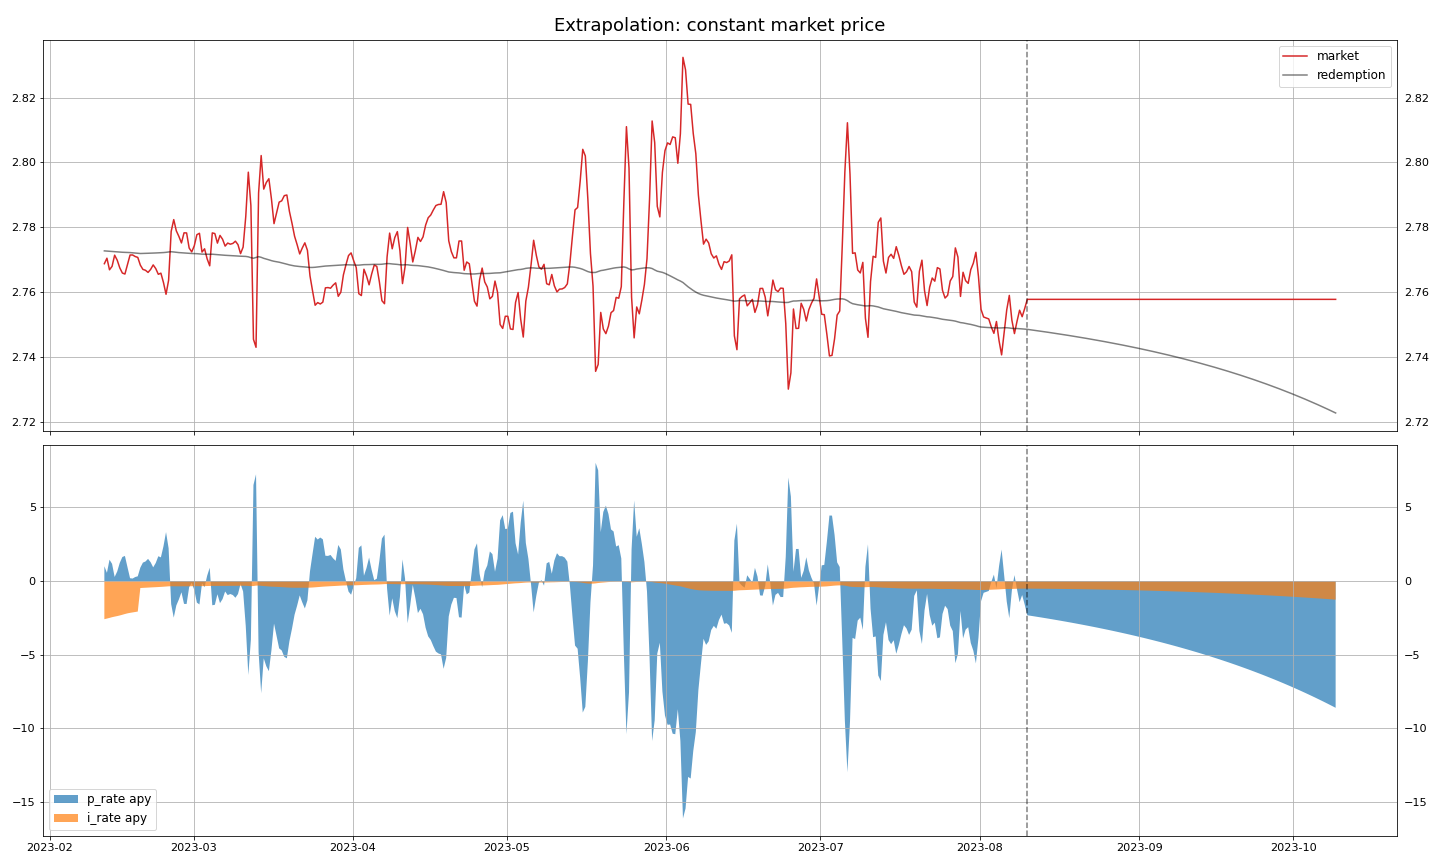 Extrapolation: constant market price
market
redemption
2.82 2.82
2.80 2.80
2.78 2.78
2.76 2.76
2.74 2.74
2.72 2.72
5 5
0 0
−5 −5
−10 −10
−15 −15
p_rate apy
i_rate apy
2023-02 2023-03 2023-04 2023-05 2023-06 2023-07 2023-08 2023-09 2023-10